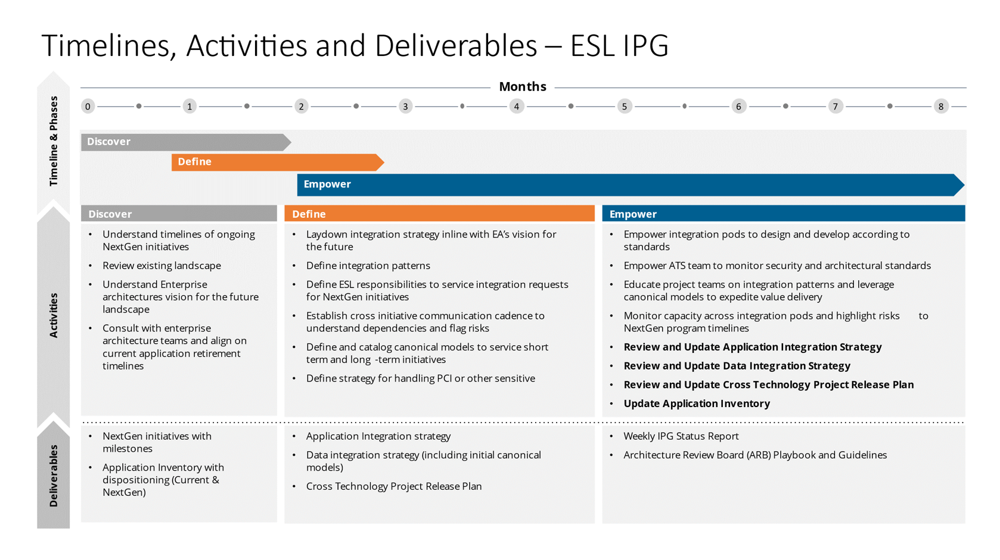 Timelines, Activities and Deliverables – ESL IPG
Months
0 1 2 3 4 5 6 7 8
Timeline & Phases
Discover
Define
Empower
Activities
Discover
• Understand timelines of ongoing
NextGen initiatives
• Review existing landscape
• Understand Enterprise
architectures vision for the future
landscape
• Consult with enterprise
architecture teams and align on
current application retirement
timelines
Define
• Laydown integration strategy inline with EA’s vision for
the future
• Define integration patterns
• Define ESL responsibilities to service integration requests
for NextGen initiatives
• Establish cross initiative communication cadence to
understand dependencies and flag risks
• Define and catalog canonical models to service short
term and long -term initiatives
• Define strategy for handling PCI or other sensitive
Empower
• Empower integration pods to design and develop according to
standards
• Empower ATS team to monitor security and architectural standards
• Educate project teams on integration patterns and leverage
canonical models to expedite value delivery
• Monitor capacity across integration pods and highlight risks to
NextGen program timelines
• Review and Update Application Integration Strategy
• Review and Update Data Integration Strategy
• Review and Update Cross Technology Project Release Plan
• Update Application Inventory
Deliverables
• NextGen initiatives with
milestones
• Application Inventory with
dispositioning (Current &
NextGen)
• Application Integration strategy
• Data integration strategy (including initial canonical
models)
• Cross Technology Project Release Plan
• Weekly IPG Status Report
• Architecture Review Board (ARB) Playbook and Guidelines